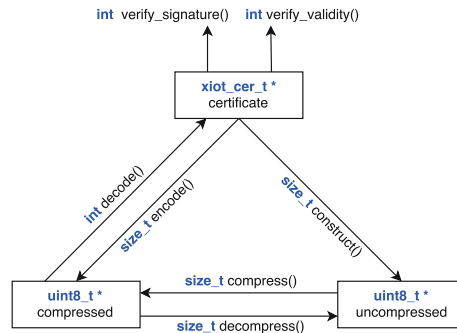 int verify_signature() int verify_validity()
xiot_cer_t *
certificate
int decode()
size_t encode()
size_t construct()
size_t compress()
uint8_t *
compressed
uint8_t *
uncompressed
size_t decompress()